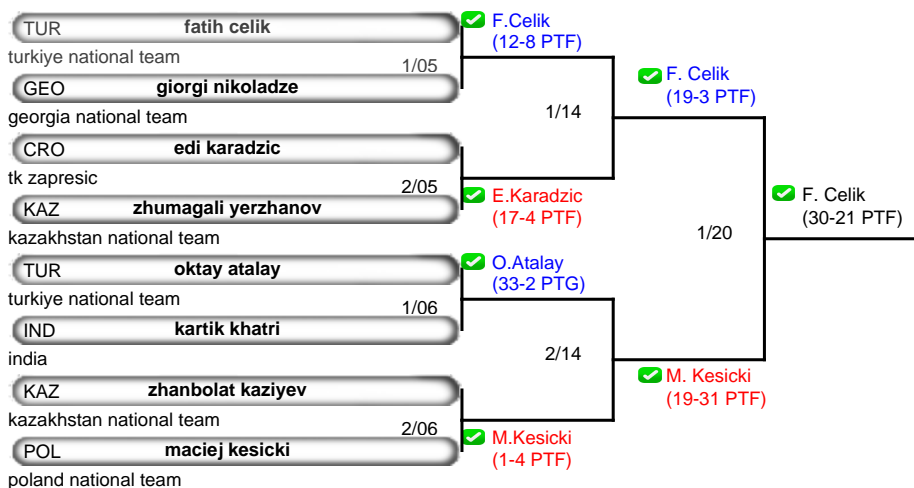 TUR fatih celik
turkiye national team
1/05
GEO giorgi nikoladze
georgia national team
CRO edi karadzic
tk zapresic
2/05
KAZ zhumagali yerzhanov
kazakhstan national team
TUR oktay atalay
turkiye national team
1/06
IND kartik khatri
india
KAZ zhanbolat kaziyev
kazakhstan national team
2/06
POL maciej kesicki
poland national team
F.Celik
(12-8 PTF)
1/14
E.Karadzic
(17-4 PTF)
O.Atalay
(33-2 PTG)
2/14
M.Kesicki
(1-4 PTF)
F. Celik
(19-3 PTF)
1/20
M. Kesicki
(19-31 PTF)
F. Celik
(30-21 PTF)